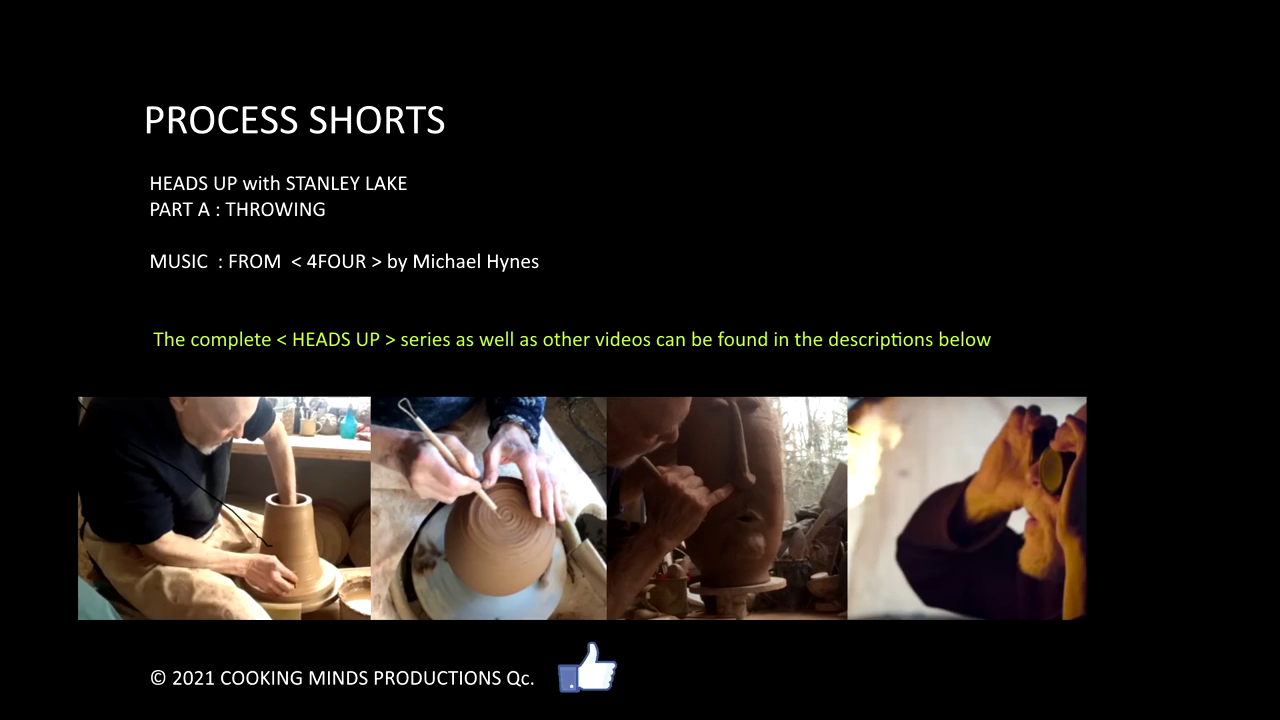 PROCESS SHORTS
HEADS UP with STANLEY LAKE
PART A : THROWING
MUSIC  : FROM  < 4FOUR > by Michael Hynes
The complete < HEADS UP > series as well as other videos can be found in the descriptions below
© 2021 COOKING MINDS PRODUCTIONS Qc.